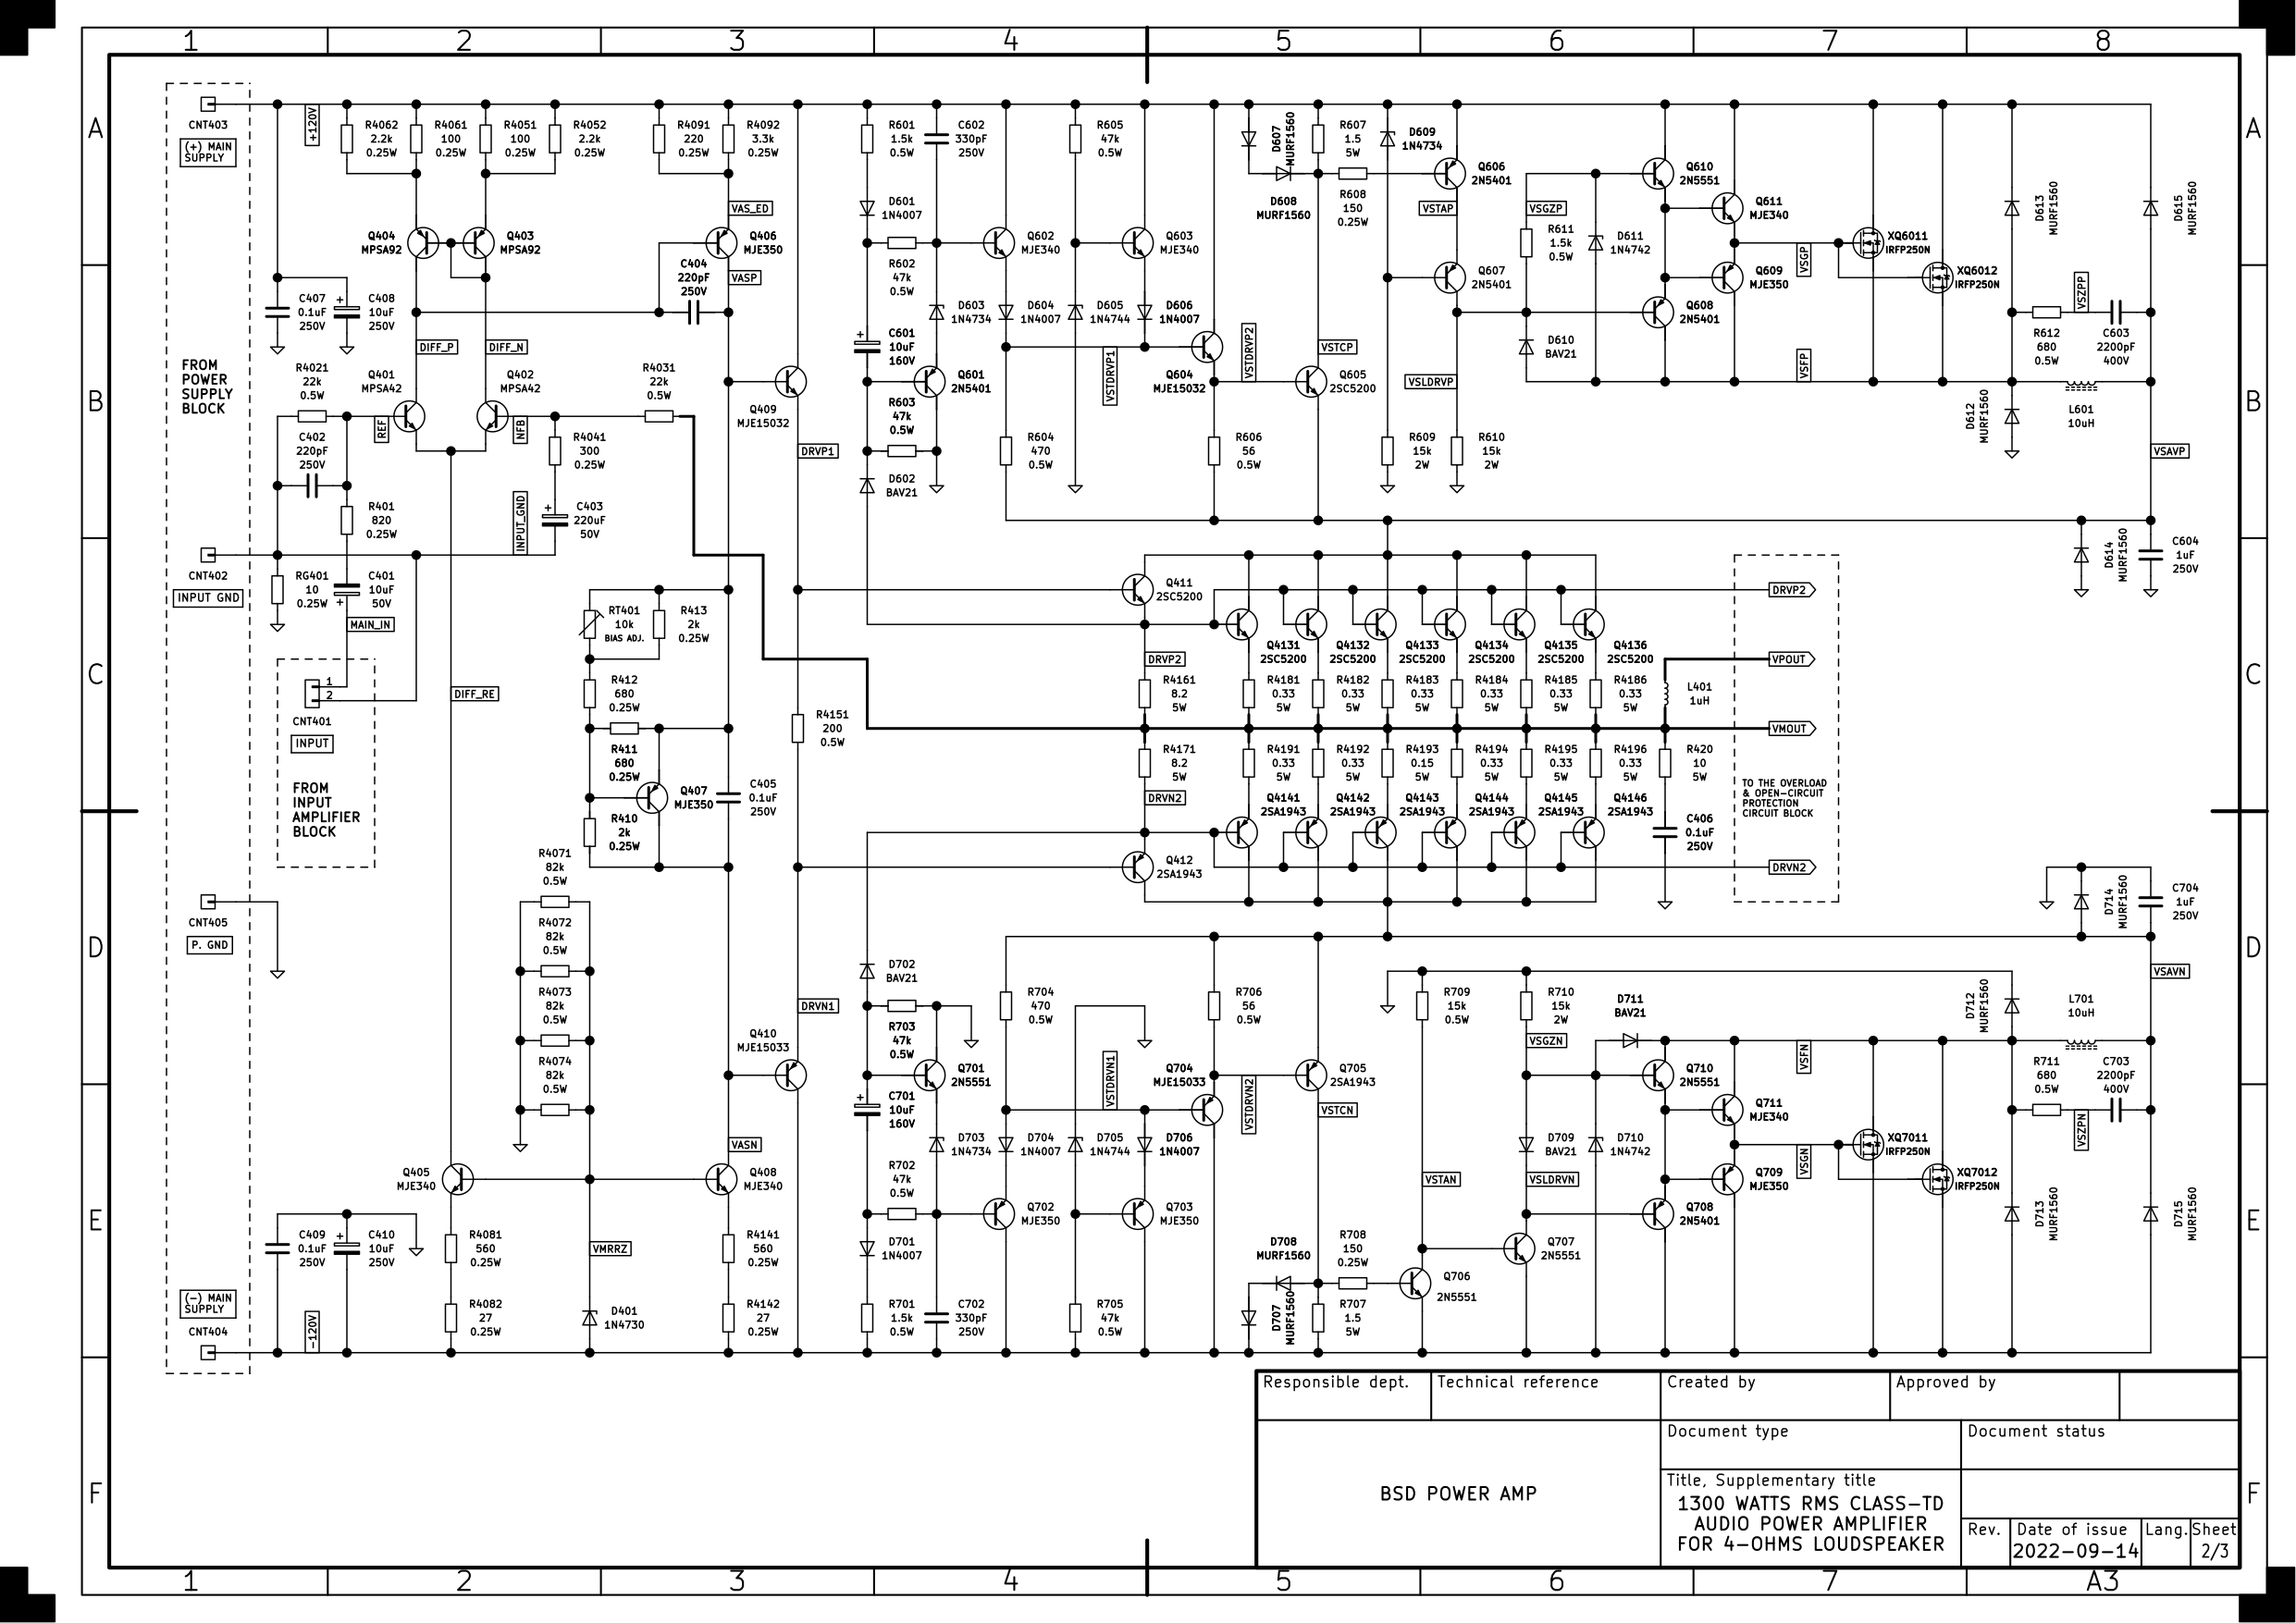 1 2 3 4 5 6 7 8
A
B
C
D
E
F
CNT403
(+) MAIN
SUPPLY
+120V
R4062
2.2k
0.25W
R4061
100
0.25W
R4051
100
0.25W
R4052
2.2k
0.25W
R4091
220
0.25W
R4092
3.3k
0.25W
R601
1.5k
0.5W
C602
330pF
250V
R605
47k
0.5W
D607
MURF1560
D608
MURF1560
R607
1.5
5W
R608
150
0.25W
D609
1N4734
Q606
2N5401
VSTAP
VSGZP
R611
1.5k
0.5W
D611
1N4742
Q610
2N5551
Q611
MJE340
VSGP
XQ6011
IRFP250N
XQ6012
IRFP250N
D613
MURF1560
D615
MURF1560
Q404
MPSA92
Q403
MPSA92
VAS_ED
Q406
MJE350
C404
220pF
250V
VASP
D601
1N4007
R602
47k
0.5W
Q602
MJE340
Q603
MJE340
Q607
2N5401
Q609
MJE350
Q608
2N5401
VSZPP
C407
0.1uF
250V
C408
10uF
250V
DIFF_P
DIFF_N
C601
10uF
160V
D603
1N4734
D604
1N4007
D605
1N4744
D606
1N4007
VSTDRVP1
VSTDRVP2
Q604
MJE15032
VSTCP
Q605
2SC5200
VSLDRVP
D610
BAV21
VSFP
R612
680
0.5W
C603
2200pF
400V
D612
MURF1560
L601
10uH
FROM
POWER
SUPPLY
BLOCK
R4021
22k
0.5W
Q401
MPSA42
Q402
MPSA42
R4031
22k
0.5W
REF
NFB
C402
220pF
250V
R4041
300
0.25W
Q409
MJE15032
DRVP1
Q601
2N5401
R603
47k
0.5W
D602
BAV21
R604
470
0.5W
R606
56
0.5W
R609
15k
2W
R610
15k
2W
VSAVP
R401
820
0.25W
INPUT_GND
C403
220uF
50V
CNT402
INPUT GND
RG401
10
0.25W
C401
10uF
50V
MAIN_IN
RT401
10k
BIAS ADJ.
R413
2k
0.25W
Q411
2SC5200
DRVP2
D614
MURF1560
C604
1uF
250V
Q4131
2SC5200
Q4132
2SC5200
Q4133
2SC5200
Q4134
2SC5200
Q4135
2SC5200
Q4136
2SC5200
DRVP2
VPOUT
1
2
CNT401
INPUT
DIFF_RE
R412
680
0.25W
R4151
200
0.5W
R4161
8.2
5W
R4181
0.33
5W
R4182
0.33
5W
R4183
0.33
5W
R4184
0.33
5W
R4185
0.33
5W
R4186
0.33
5W
L401
1uH
VMOUT
R411
680
0.25W
Q407
MJE350
C405
0.1uF
250V
R4171
8.2
5W
R4191
0.33
5W
R4192
0.33
5W
R4193
0.15
5W
R4194
0.33
5W
R4195
0.33
5W
R4196
0.33
5W
R420
10
5W
TO THE OVERLOAD
& OPEN-CIRCUIT
PROTECTION
CIRCUIT BLOCK
FROM
INPUT
AMPLIFIER
BLOCK
R410
2k
0.25W
DRVN2
Q4141
2SA1943
Q4142
2SA1943
Q4143
2SA1943
Q4144
2SA1943
Q4145
2SA1943
Q4146
2SA1943
C406
0.1uF
250V
Q412
2SA1943
DRVN2
R4071
82k
0.5W
R4072
82k
0.5W
R4073
82k
0.5W
R4074
82k
0.5W
CNT405
P. GND
D714
MURF1560
C704
1uF
250V
VSAVN
D702
BAV21
DRVN1
R703
47k
0.5W
R704
470
0.5W
R706
56
0.5W
R709
15k
0.5W
R710
15k
2W
VSGZN
D711
BAV21
D712
MURF1560
L701
10uH
Q410
MJE15033
Q701
2N5551
VSTDRVN1
Q704
MJE15033
VSTDRVN2
Q705
2SA1943
VSTCN
Q710
2N5551
VSFN
Q711
MJE340
R711
680
0.5W
C703
2200pF
400V
VSZPN
VASN
C701
10uF
160V
D703
1N4734
D704
1N4007
D705
1N4744
D706
1N4007
D709
BAV21
D710
1N4742
VSGN
XQ7011
IRFP250N
XQ7012
IRFP250N
Q405
MJE340
Q408
MJE340
R702
47k
0.5W
Q702
MJE350
Q703
MJE350
VSTAN
VSLDRVN
Q709
MJE350
Q708
2N5401
D713
MURF1560
D715
MURF1560
C409
0.1uF
250V
C410
10uF
250V
R4081
560
0.25W
VMRRZ
R4141
560
0.25W
D701
1N4007
D708
MURF1560
R708
150
0.25W
Q707
2N5551
Q706
2N5551
(-) MAIN
SUPPLY
CNT404
-120V
R4082
27
0.25W
D401
1N4730
R4142
27
0.25W
R701
1.5k
0.5W
C702
330pF
250V
R705
47k
0.5W
D707
MURF1560
R707
1.5
5W
Responsible dept.
Technical reference
Created by
Approved by
Document type
Document status
BSD POWER AMP
Title, Supplementary title
1300 WATTS RMS CLASS-TD
AUDIO POWER AMPLIFIER
FOR 4-OHMS LOUDSPEAKER
Rev.
Date of issue
2022-09-14
Lang.
Sheet
2/3
A
B
C
D
E
F
1 2 3 4 5 6 7 A3